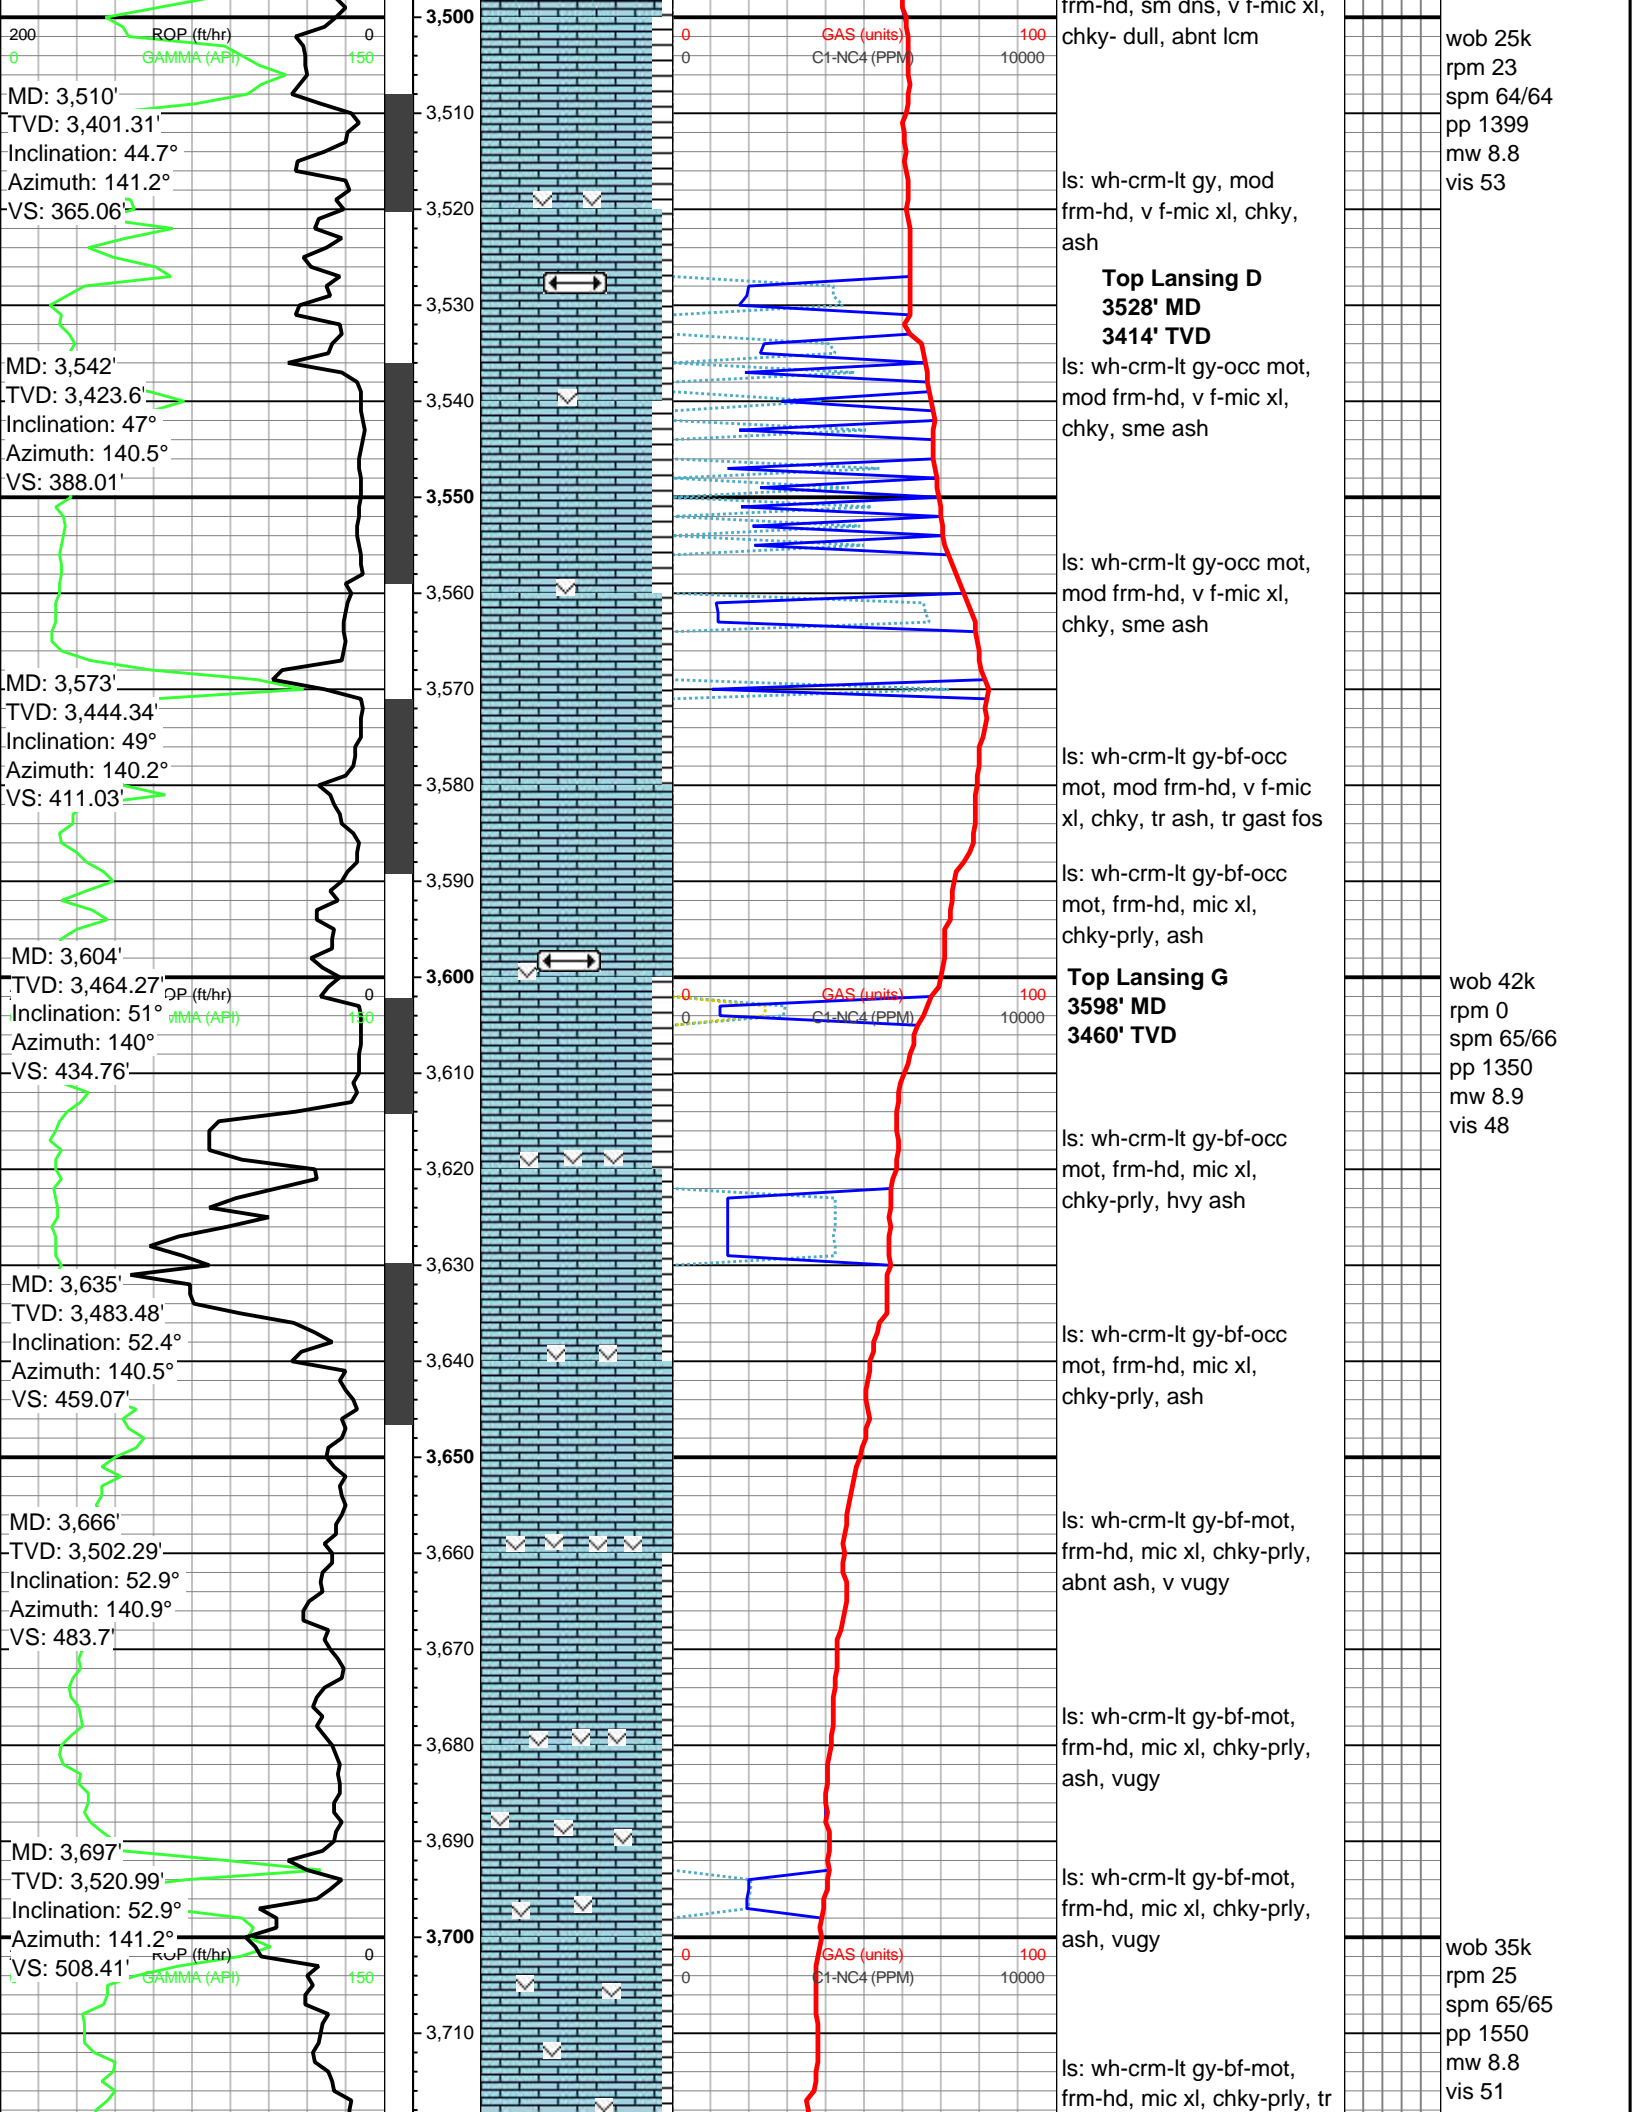 frm-hd, sm dns, v f-mic xl,
chky- dull, abnt lcm
200 ROP (ft/hr) 0
0 GAMMA (API) 150
3,500
0 GAS (units) 100
0 C1-NC4 (PPM) 10000
wob 25k
rpm 23
spm 64/64
pp 1399
mw 8.8
vis 53
MD: 3,510'
TVD: 3,401.31'
Inclination: 44.7°
Azimuth: 141.2°
VS: 365.06'
3,510
3,520
ls: wh-crm-lt gy, mod
frm-hd, v f-mic xl, chky,
ash
Top Lansing D
3528' MD
3414' TVD
3,530
MD: 3,542'
TVD: 3,423.6'
Inclination: 47°
Azimuth: 140.5°
VS: 388.01'
3,540
ls: wh-crm-lt gy-occ mot,
mod frm-hd, v f-mic xl,
chky, sme ash
3,550
3,560
ls: wh-crm-lt gy-occ mot,
mod frm-hd, v f-mic xl,
chky, sme ash
MD: 3,573'
TVD: 3,444.34'
Inclination: 49°
Azimuth: 140.2°
VS: 411.03'
3,570
3,580
ls: wh-crm-lt gy-bf-occ
mot, mod frm-hd, v f-mic
xl, chky, tr ash, tr gast fos
3,590
ls: wh-crm-lt gy-bf-occ
mot, frm-hd, mic xl,
chky-prly, ash
MD: 3,604'
TVD: 3,464.27'
Inclination: 51°
Azimuth: 140°
VS: 434.76'
OP (ft/hr) 0
MMA (API) 150
3,600
0 GAS (units) 100
0 C1-NC4 (PPM) 10000
Top Lansing G
3598' MD
3460' TVD
wob 42k
rpm 0
spm 65/66
pp 1350
mw 8.9
vis 48
3,610
3,620
ls: wh-crm-lt gy-bf-occ
mot, frm-hd, mic xl,
chky-prly, hvy ash
3,630
MD: 3,635'
TVD: 3,483.48'
Inclination: 52.4°
Azimuth: 140.5°
VS: 459.07'
3,640
ls: wh-crm-lt gy-bf-occ
mot, frm-hd, mic xl,
chky-prly, ash
3,650
MD: 3,666'
TVD: 3,502.29'
Inclination: 52.9°
Azimuth: 140.9°
VS: 483.7'
3,660
ls: wh-crm-lt gy-bf-mot,
frm-hd, mic xl, chky-prly,
abnt ash, v vugy
3,670
3,680
ls: wh-crm-lt gy-bf-mot,
frm-hd, mic xl, chky-prly,
ash, vugy
3,690
MD: 3,697'
TVD: 3,520.99'
Inclination: 52.9°
Azimuth: 141.2°
VS: 508.41'
ls: wh-crm-lt gy-bf-mot,
frm-hd, mic xl, chky-prly,
ash, vugy
3,700
ROP (ft/hr) 0
GAMMA (API) 150
0 GAS (units) 100
0 C1-NC4 (PPM) 10000
wob 35k
rpm 25
spm 65/65
pp 1550
mw 8.8
vis 51
3,710
ls: wh-crm-lt gy-bf-mot,
frm-hd, mic xl, chky-prly, tr